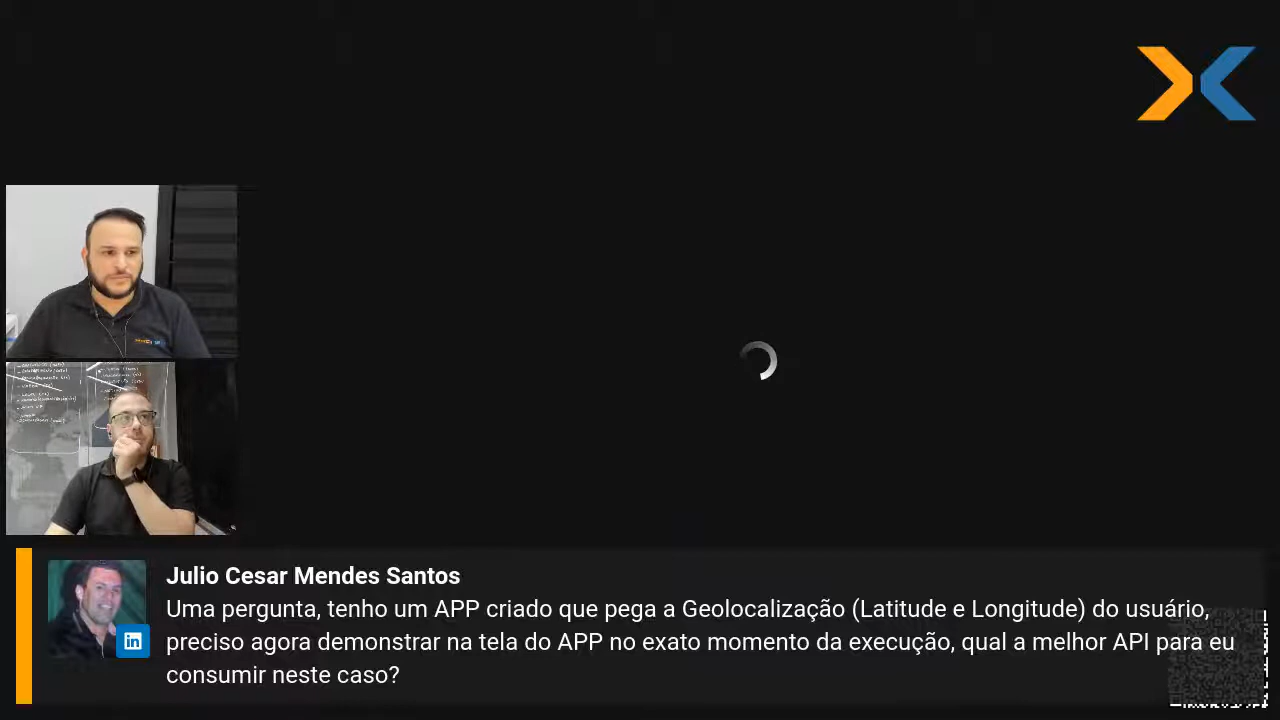 Julio Cesar Mendes Santos
Uma pergunta, tenho um APP criado que pega a Geolocalização (Latitude e Longitude) do usuário,
preciso agora demonstrar na tela do APP no exato momento da execução, qual a melhor API para eu
consumir neste caso?
in